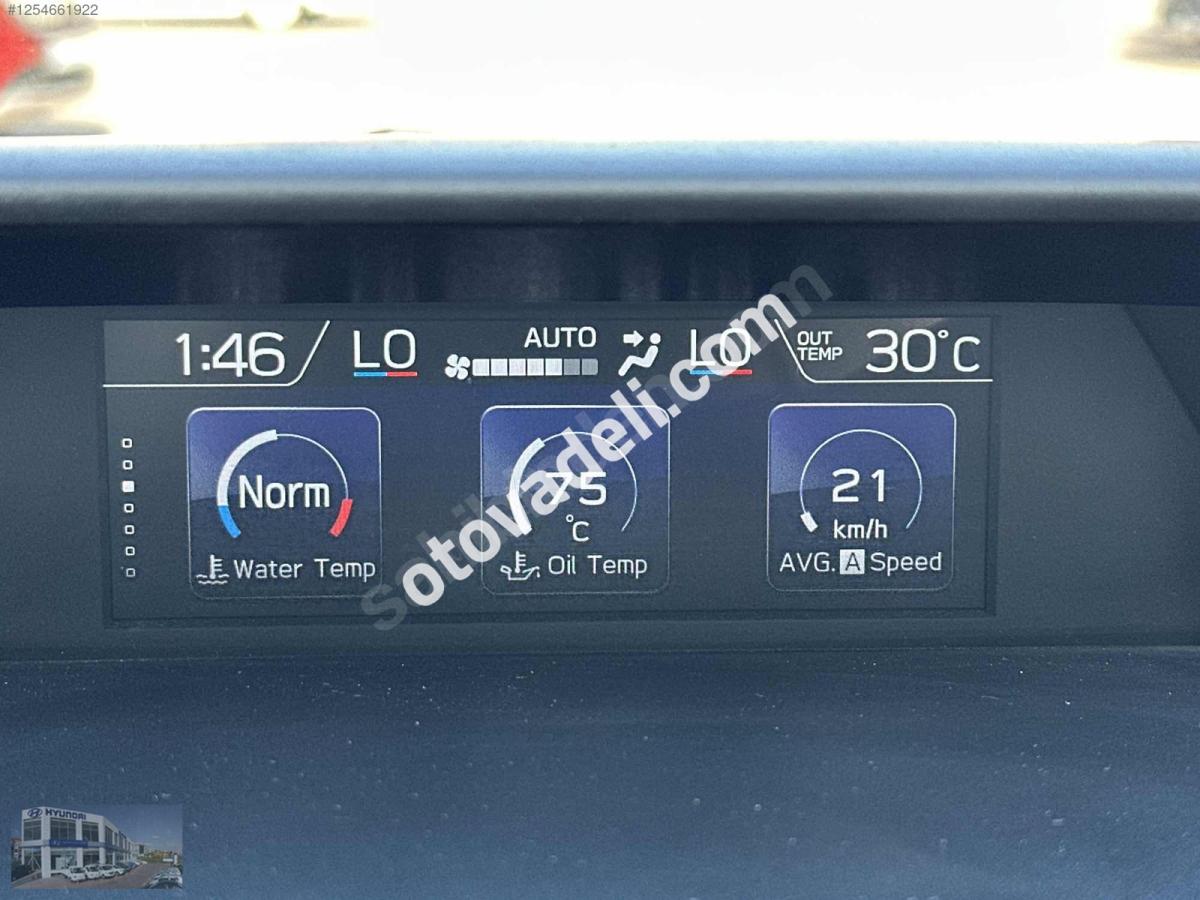 #1254661922
1:46 LO AUTO LO OUT TEMP 30°C
Norm
Water Temp
75
°C
Oil Temp
21
km/h
AVG. A Speed
otovadeli.com
HYUNDAI